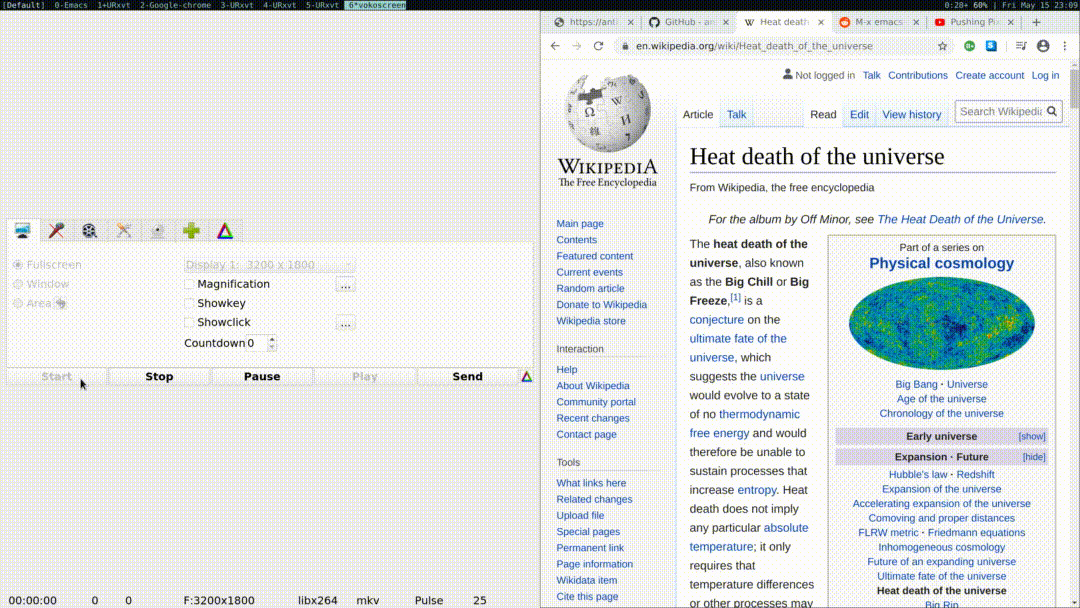 [Default] 0-Emacs 1+URxvt 2-Google-chrome 3-URxvt 4-URxvt 5-URxvt 6*vokoscreen 0:28+ 60% | Fri May 15 23:09
https://anti GitHub - an Heat death M-x emacs Pushing Pix
en.wikipedia.org/wiki/Heat_death_of_the_universe
Not logged in Talk Contributions Create account Log in
Article Talk Read Edit View history Search Wikipedi
WIKIPEDIA
The Free Encyclopedia
Main page
Contents
Featured content
Current events
Random article
Donate to Wikipedia
Wikipedia store
Interaction
Help
About Wikipedia
Community portal
Recent changes
Contact page
Tools
What links here
Related changes
Upload file
Special pages
Permanent link
Page information
Wikidata item
Cite this page
Heat death of the universe
From Wikipedia, the free encyclopedia
For the album by Off Minor, see The Heat Death of the Universe.
The heat death of the
universe, also known
as the Big Chill or Big
Freeze,[1] is a
conjecture on the
ultimate fate of the
universe, which
suggests the universe
would evolve to a state
of no thermodynamic
free energy and would
therefore be unable to
sustain processes that
increase entropy. Heat
death does not imply
any particular absolute
temperature; it only
requires that
temperature differences
or other processes may
Part of a series on
Physical cosmology
Big Bang · Universe
Age of the universe
Chronology of the universe
Early universe [show]
Expansion · Future [hide]
Hubble's law · Redshift
Expansion of the universe
Accelerating expansion of the universe
Comoving and proper distances
FLRW metric · Friedmann equations
Inhomogeneous cosmology
Future of an expanding universe
Ultimate fate of the universe
Heat death of the universe
Big Rip
Fullscreen Display 1: 3200 x 1800
Window Magnification ...
Area Showkey
Showclick ...
Countdown 0
Start Stop Pause Play Send
00:00:00 0 0 F:3200x1800 libx264 mkv Pulse 25